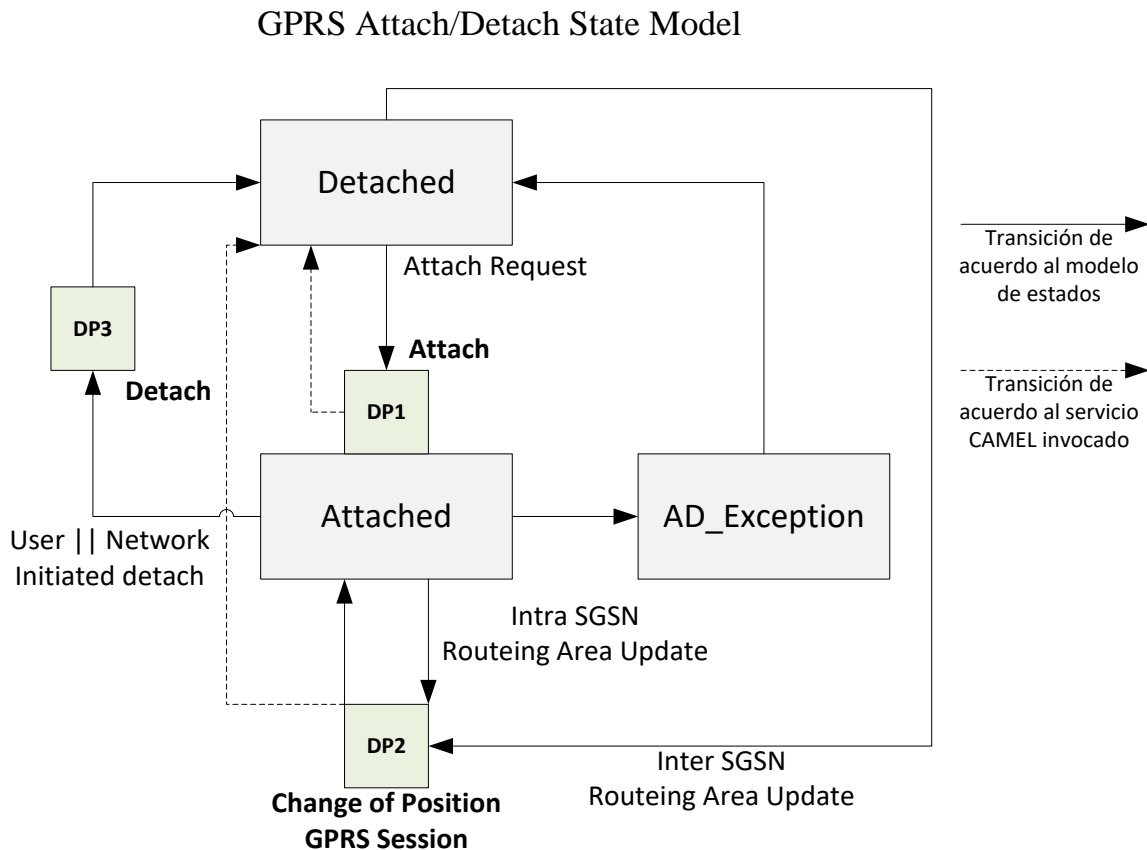 GPRS Attach/Detach State Model
Detached
Attach Request
Transición de
acuerdo al modelo
de estados
DP3
Attach
Detach
DP1
Transición de
acuerdo al servicio
CAMEL invocado
Attached
AD_Exception
User || Network
Initiated detach
Intra SGSN
Routeing Area Update
DP2
Inter SGSN
Routeing Area Update
Change of Position
GPRS Session